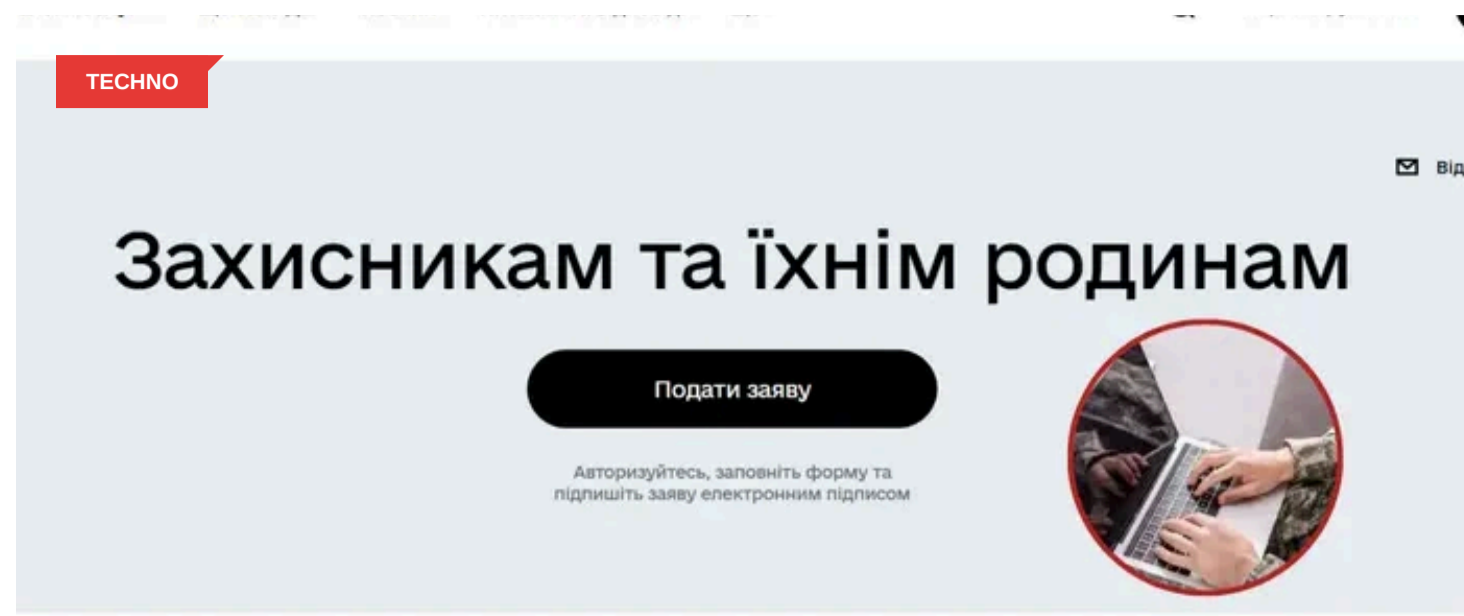 TECHNO
Захисникам та їхнім родинам
Подати заяву
Авторизуйтесь, заповніть форму та
підпишіть заяву електронним підписом